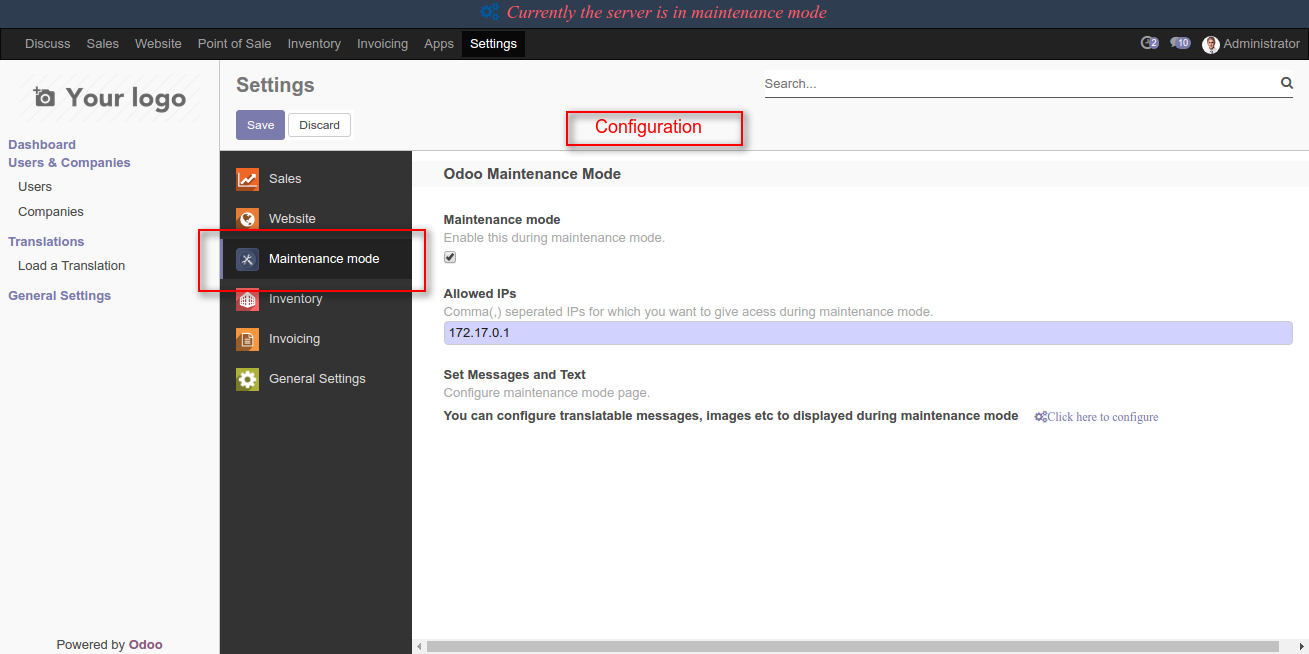 Currently the server is in maintenance mode
Discuss Sales Website Point of Sale Inventory Invoicing Apps Settings 2 10 Administrator
Your logo
Dashboard
Users & Companies
Users
Companies
Translations
Load a Translation
General Settings
Powered by Odoo
Settings
Search...
Save Discard
Configuration
Sales
Website
Maintenance mode
Inventory
Invoicing
General Settings
Odoo Maintenance Mode
Maintenance mode
Enable this during maintenance mode.
Allowed IPs
Comma(,) seperated IPs for which you want to give acess during maintenance mode.
172.17.0.1
Set Messages and Text
Configure maintenance mode page.
You can configure translatable messages, images etc to displayed during maintenance mode Click here to configure